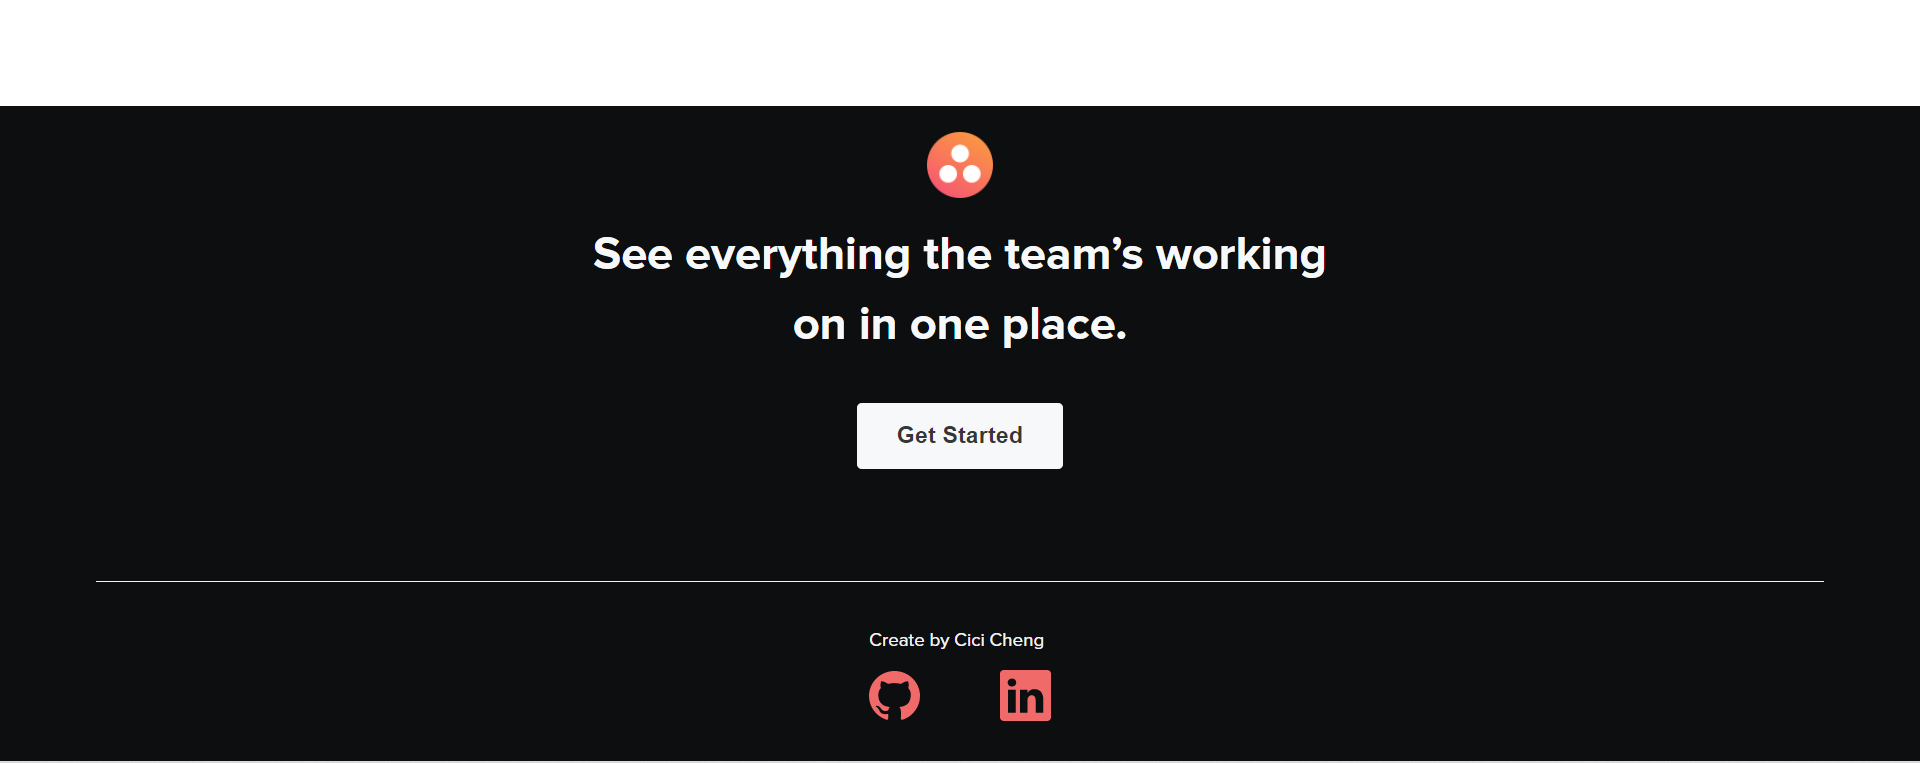 See everything the team’s working
on in one place.
Get Started
Create by Cici Cheng
in